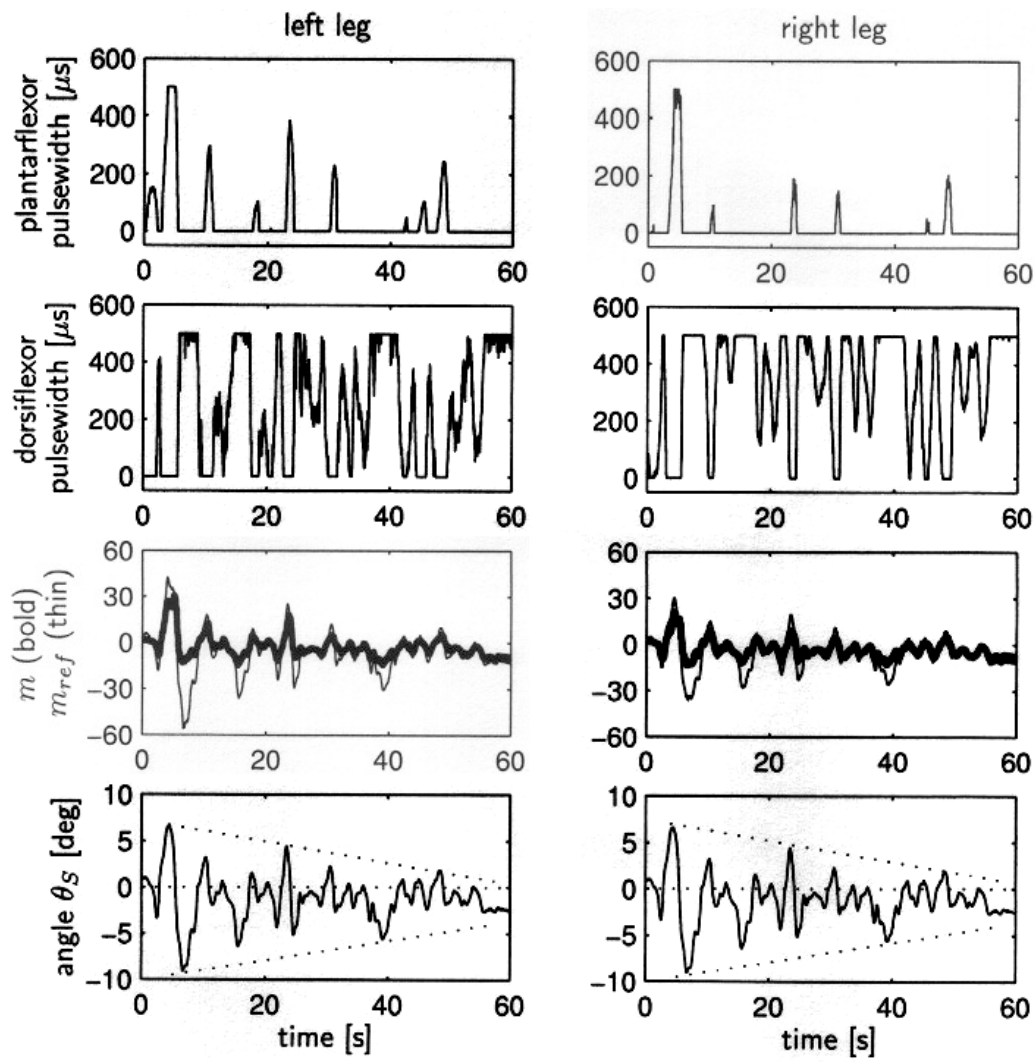 left leg
right leg
plantarflexor
pulsewidth [μs]
600
400
200
0
0 20 40 60
600
400
200
0
0 20 40 60
dorsiflexor
pulsewidth [μs]
600
400
200
0
0 20 40 60
600
400
200
0
0 20 40 60
m (bold)
m_ref (thin)
60
30
0
−30
−60
0 20 40 60
60
30
0
−30
−60
0 20 40 60
angle θ_S [deg]
10
5
0
−5
−10
0 20 40 60
time [s]
10
5
0
−5
−10
0 20 40 60
time [s]